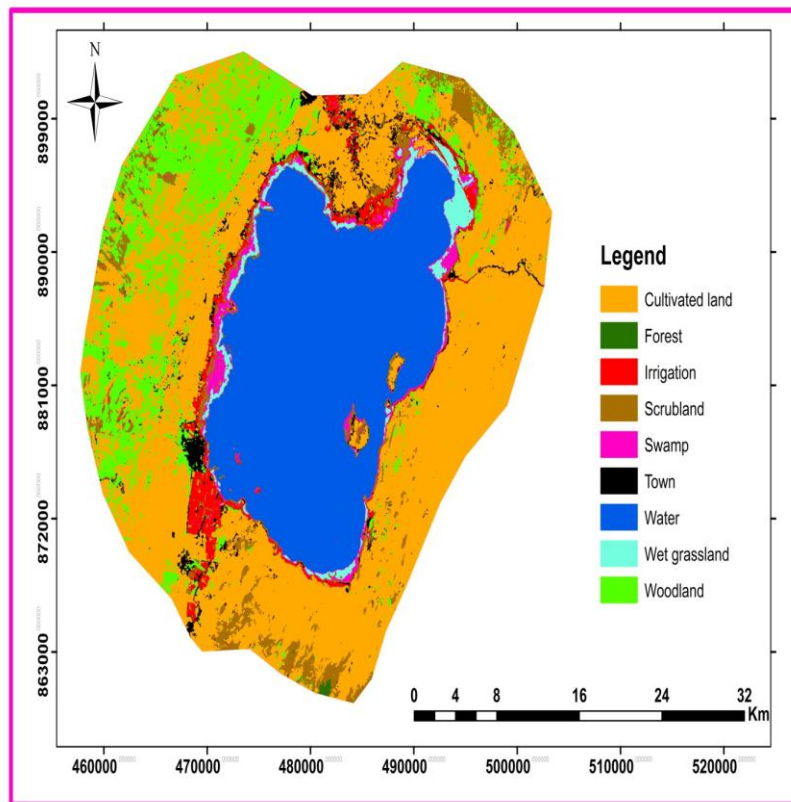 N
899000
890000
881000
872000
863000
Legend
Cultivated land
Forest
Irrigation
Scrubland
Swamp
Town
Water
Wet grassland
Woodland
0 4 8 16 24 32
Km
460000 470000 480000 490000 500000 510000 520000